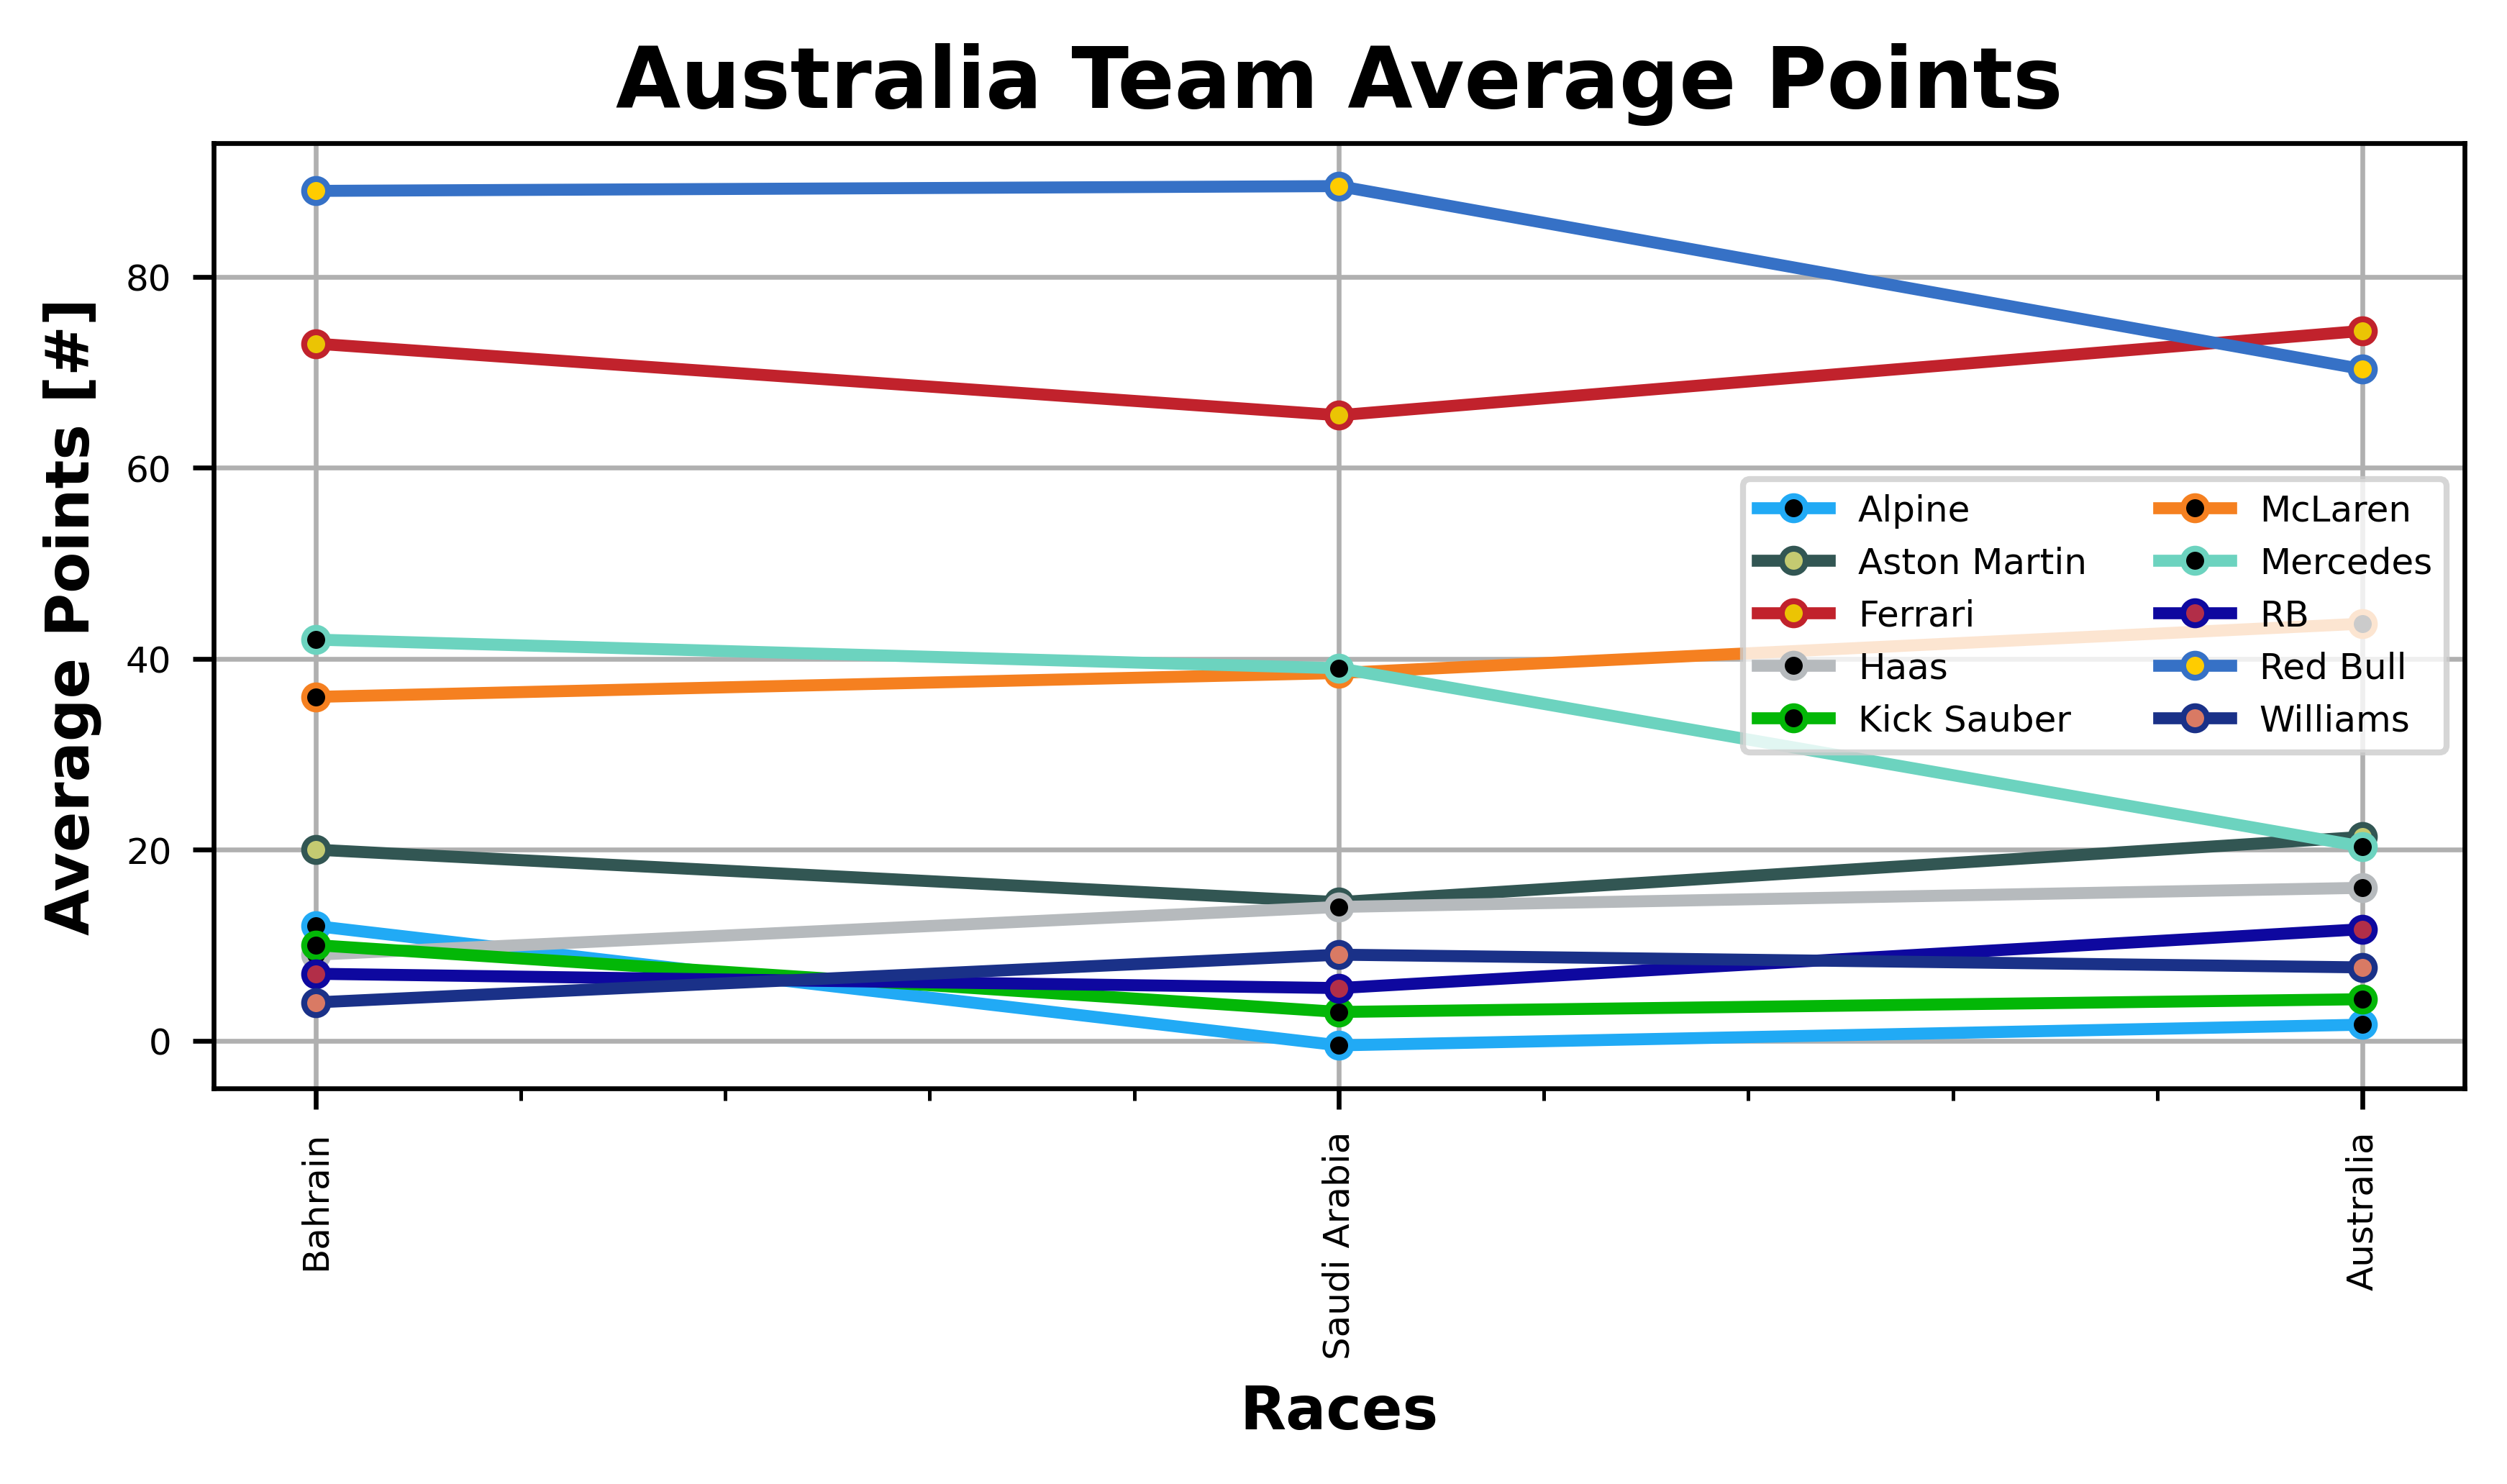 Australia Team Average Points
Average Points [#]
80
60
40
20
0
Alpine
Aston Martin
Ferrari
Haas
Kick Sauber
McLaren
Mercedes
RB
Red Bull
Williams
Bahrain
Saudi Arabia
Australia
Races